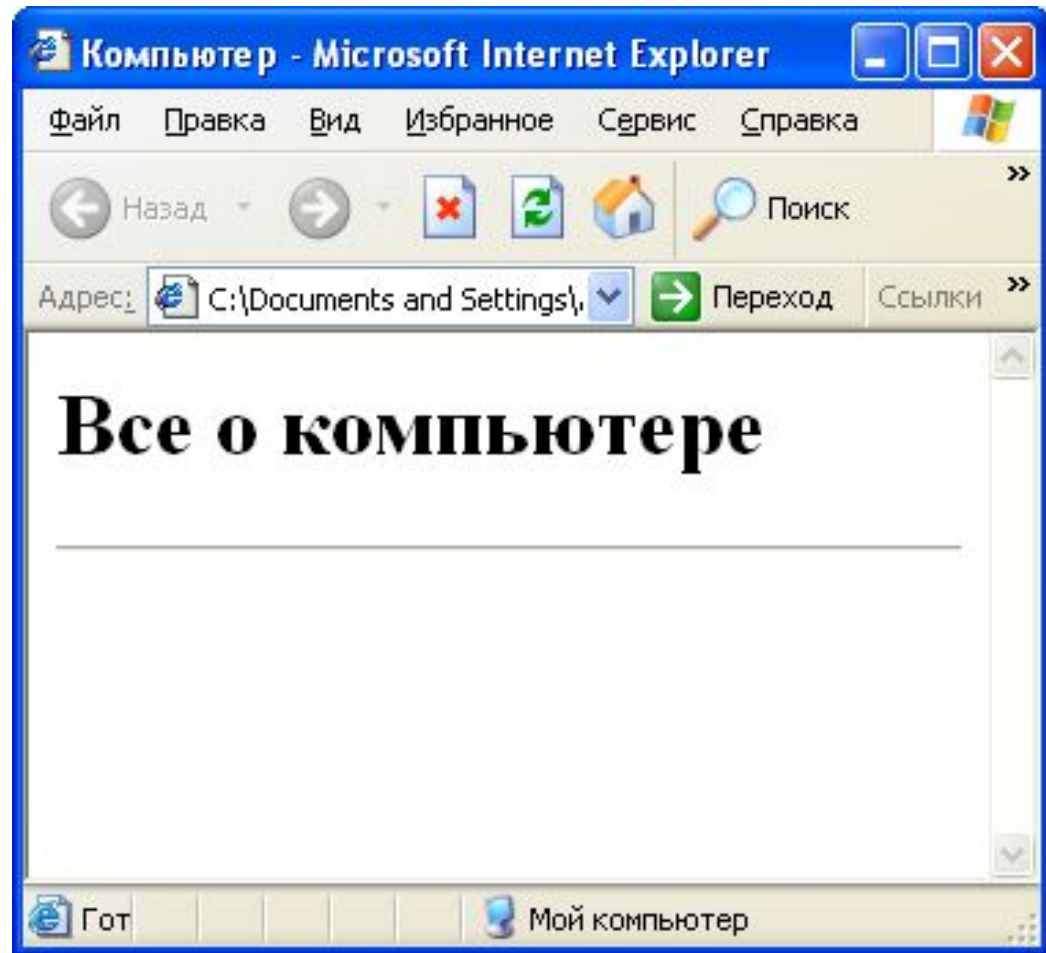 Компьютер - Microsoft Internet Explorer
Файл Правка Вид Избранное Сервис Справка
Назад Поиск »
Адрес: C:\Documents and Settings\ Переход Ссылки »
Все о компьютере
Гот Мой компьютер